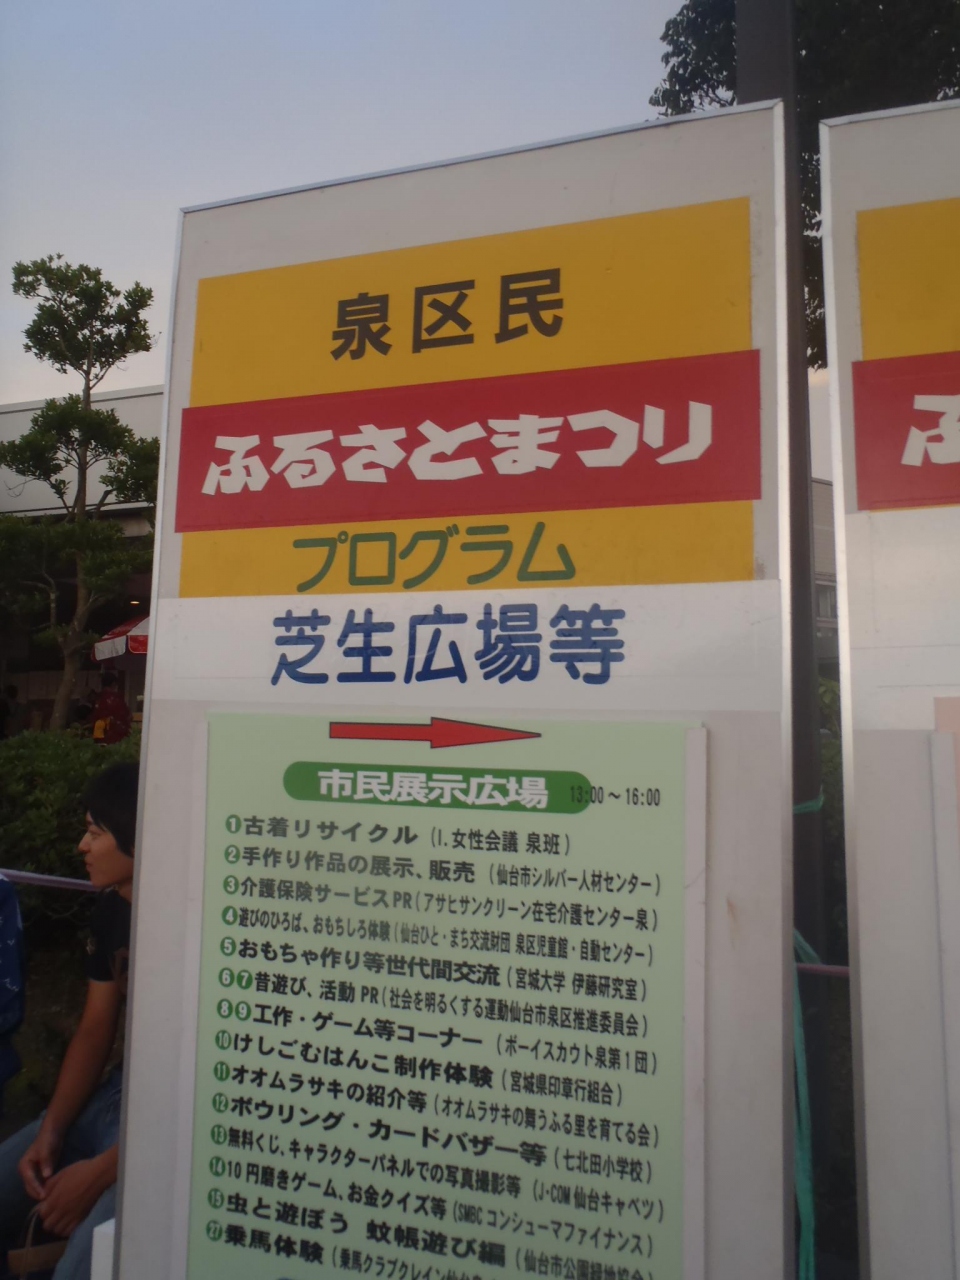 泉区民
ふるさとまつり
プログラム
芝生広場等
市民展示広場 13:00～16:00
①古着リサイクル（I.女性会議 泉班）
②手作り作品の展示、販売（仙台市シルバー人材センター）
③介護保険サービスPR（アサヒサンクリーン在宅介護センター泉）
④遊びのひろば、おもちしろ体験（仙台ひと・まち交流財団 泉区児童館・自動センター）
⑤おもちゃ作り等世代間交流（宮城大学 伊藤研究室）
⑥⑦昔遊び、活動PR（社会を明るくする運動仙台市泉区推進委員会）
⑧⑨工作・ゲーム等コーナー（ボーイスカウト泉第1団）
⑩けしごむはんこ制作体験（宮城県印章行組合）
⑪オオムラサキの紹介等（オオムラサキの舞うふる里を育てる会）
⑫ボウリング・カードバザー等（七北田小学校）
⑬無料くじ、キャラクターパネルでの写真撮影等（J・COM仙台キャベツ）
⑭10円磨きゲーム、お金クイズ等（SMBCコンシューマファイナンス）
⑮虫と遊ぼう 蚊帳遊び編（仙台市公園緑地協会）
㉗乗馬体験（乗馬クラブクレイン仙台
ふ